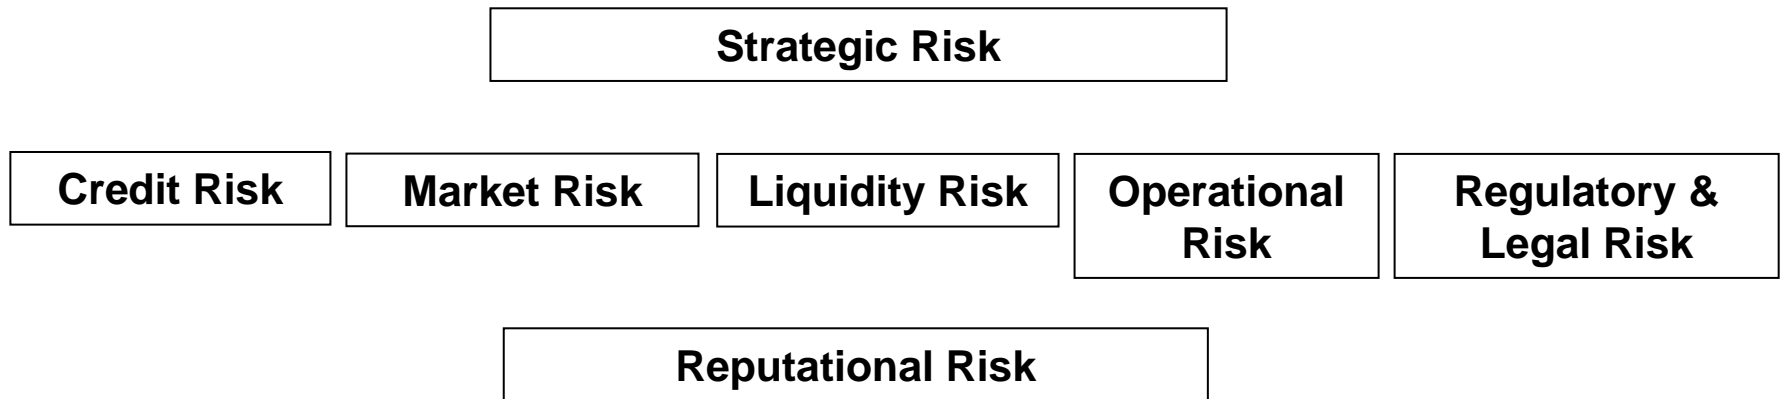 Strategic Risk
Credit Risk
Market Risk
Liquidity Risk
Operational
Risk
Regulatory &
Legal Risk
Reputational Risk